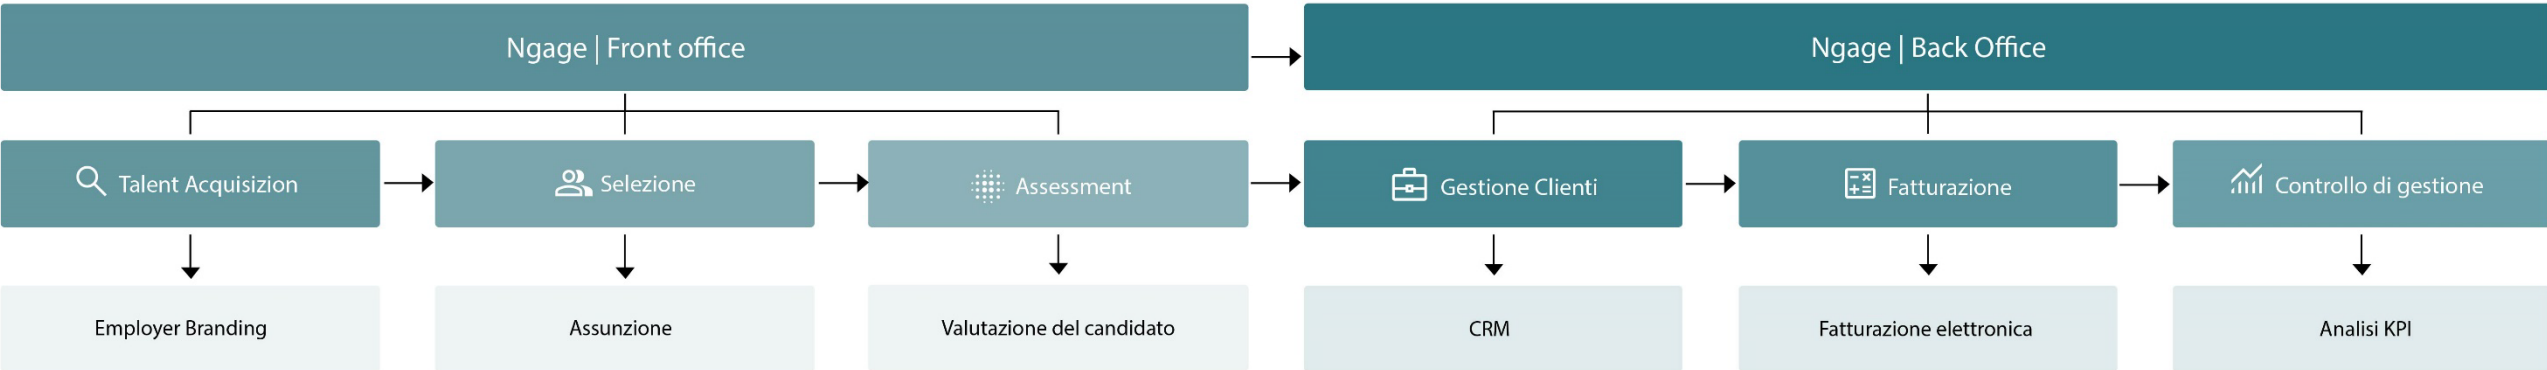 Ngage | Front office
Ngage | Back Office
Talent Acquisizion
Selezione
Assessment
Gestione Clienti
Fatturazione
Controllo di gestione
Employer Branding
Assunzione
Valutazione del candidato
CRM
Fatturazione elettronica
Analisi KPI